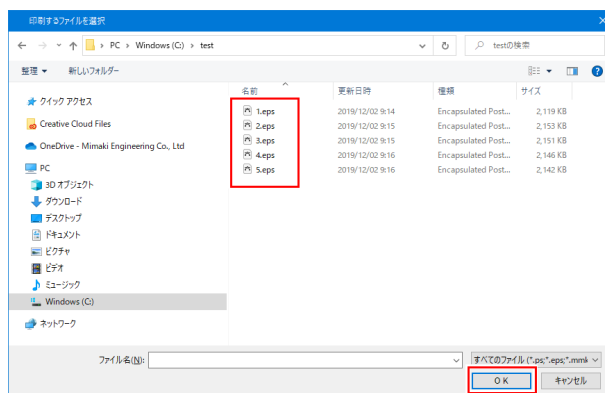 印刷するファイルを選択
PC > Windows (C:) > test
testの検索
整理 新しいフォルダー
名前 更新日時 種類 サイズ
クイック アクセス
Creative Cloud Files
OneDrive - Mimaki Engineering Co., Ltd
PC
3D オブジェクト
ダウンロード
デスクトップ
ドキュメント
ピクチャ
ビデオ
ミュージック
Windows (C:)
ネットワーク
1.eps 2019/12/02 9:14 Encapsulated Post... 2,119 KB
2.eps 2019/12/02 9:15 Encapsulated Post... 2,153 KB
3.eps 2019/12/02 9:15 Encapsulated Post... 2,151 KB
4.eps 2019/12/02 9:16 Encapsulated Post... 2,146 KB
5.eps 2019/12/02 9:16 Encapsulated Post... 2,142 KB
ファイル名(N):
すべてのファイル (*.ps;*.eps;*.mmk
OK キャンセル